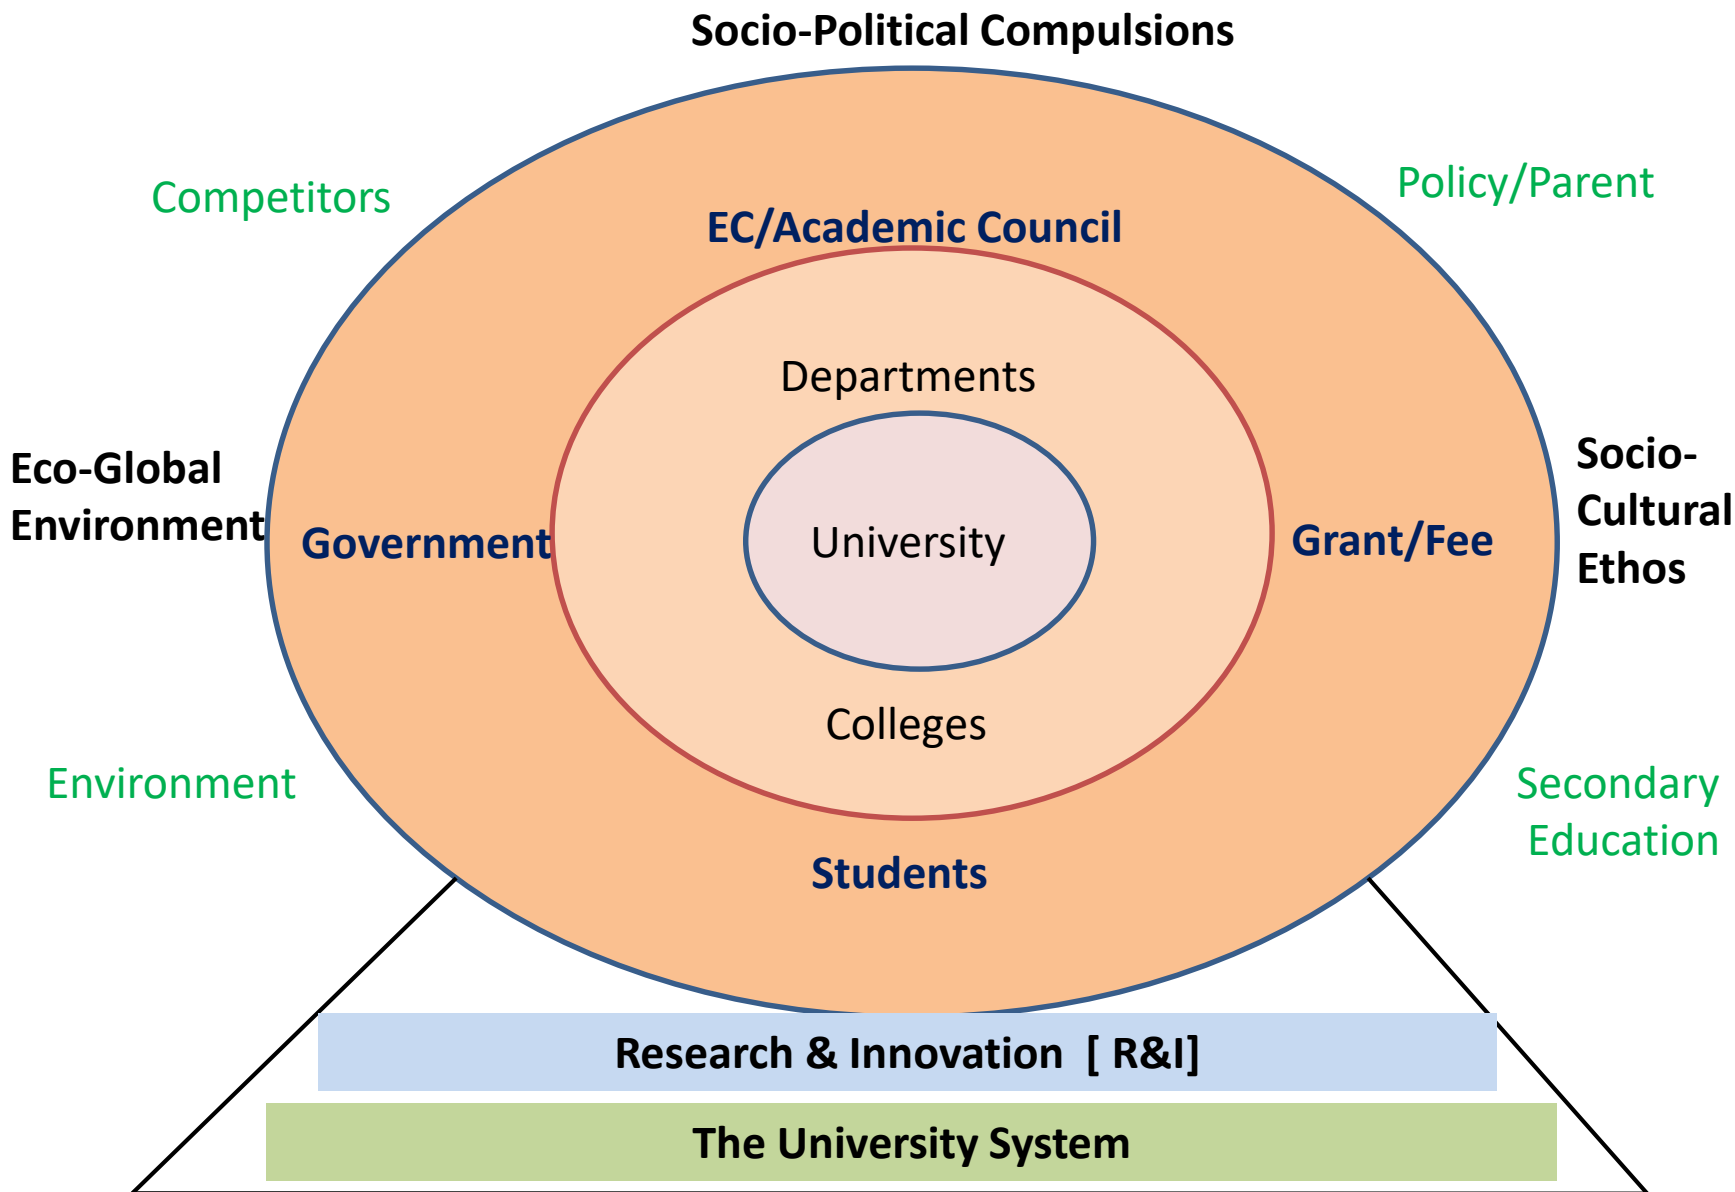 Socio-Political Compulsions
Competitors
Policy/Parent
EC/Academic Council
Departments
Eco-Global
Environment
Government
University
Grant/Fee
Socio-
Cultural
Ethos
Colleges
Environment
Secondary
Education
Students
Research & Innovation  [ R&I]
The University System